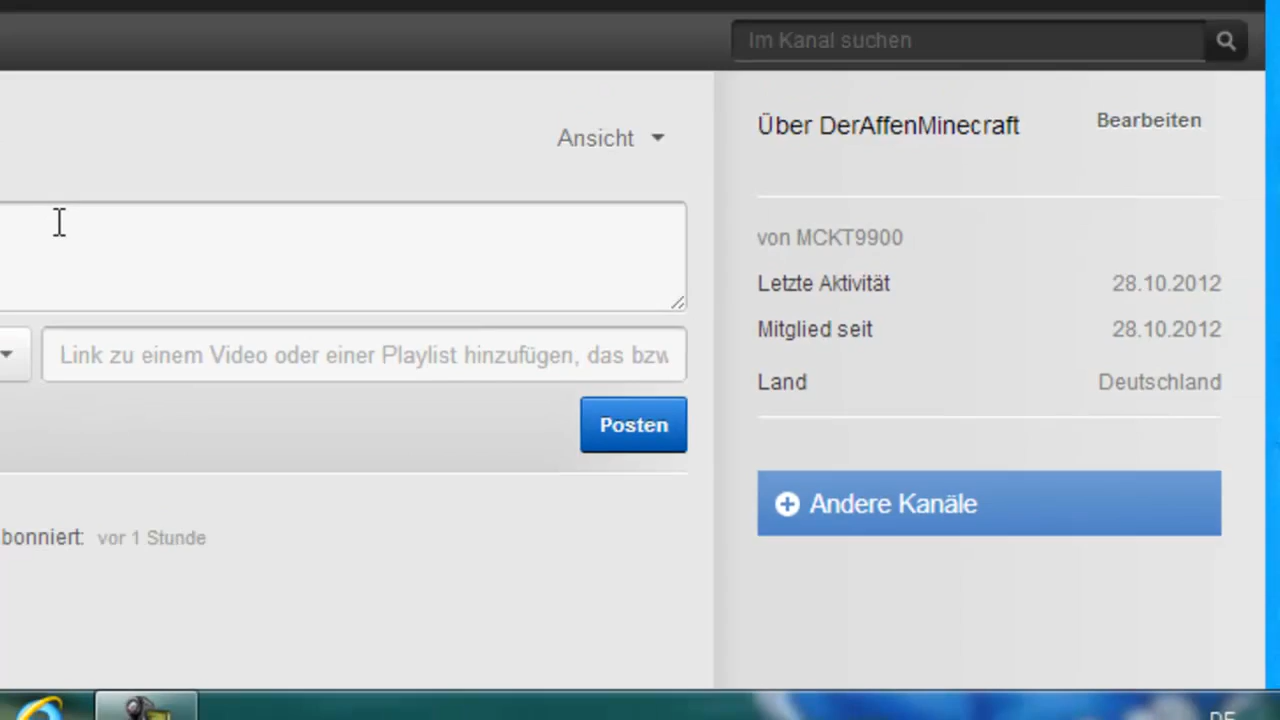 Im Kanal suchen
Über DerAffenMinecraft
Bearbeiten
Ansicht
von MCKT9900
Letzte Aktivität 28.10.2012
Mitglied seit 28.10.2012
Link zu einem Video oder einer Playlist hinzufügen, das bzw
Land Deutschland
Posten
Andere Kanäle
bonniert: vor 1 Stunde
DE